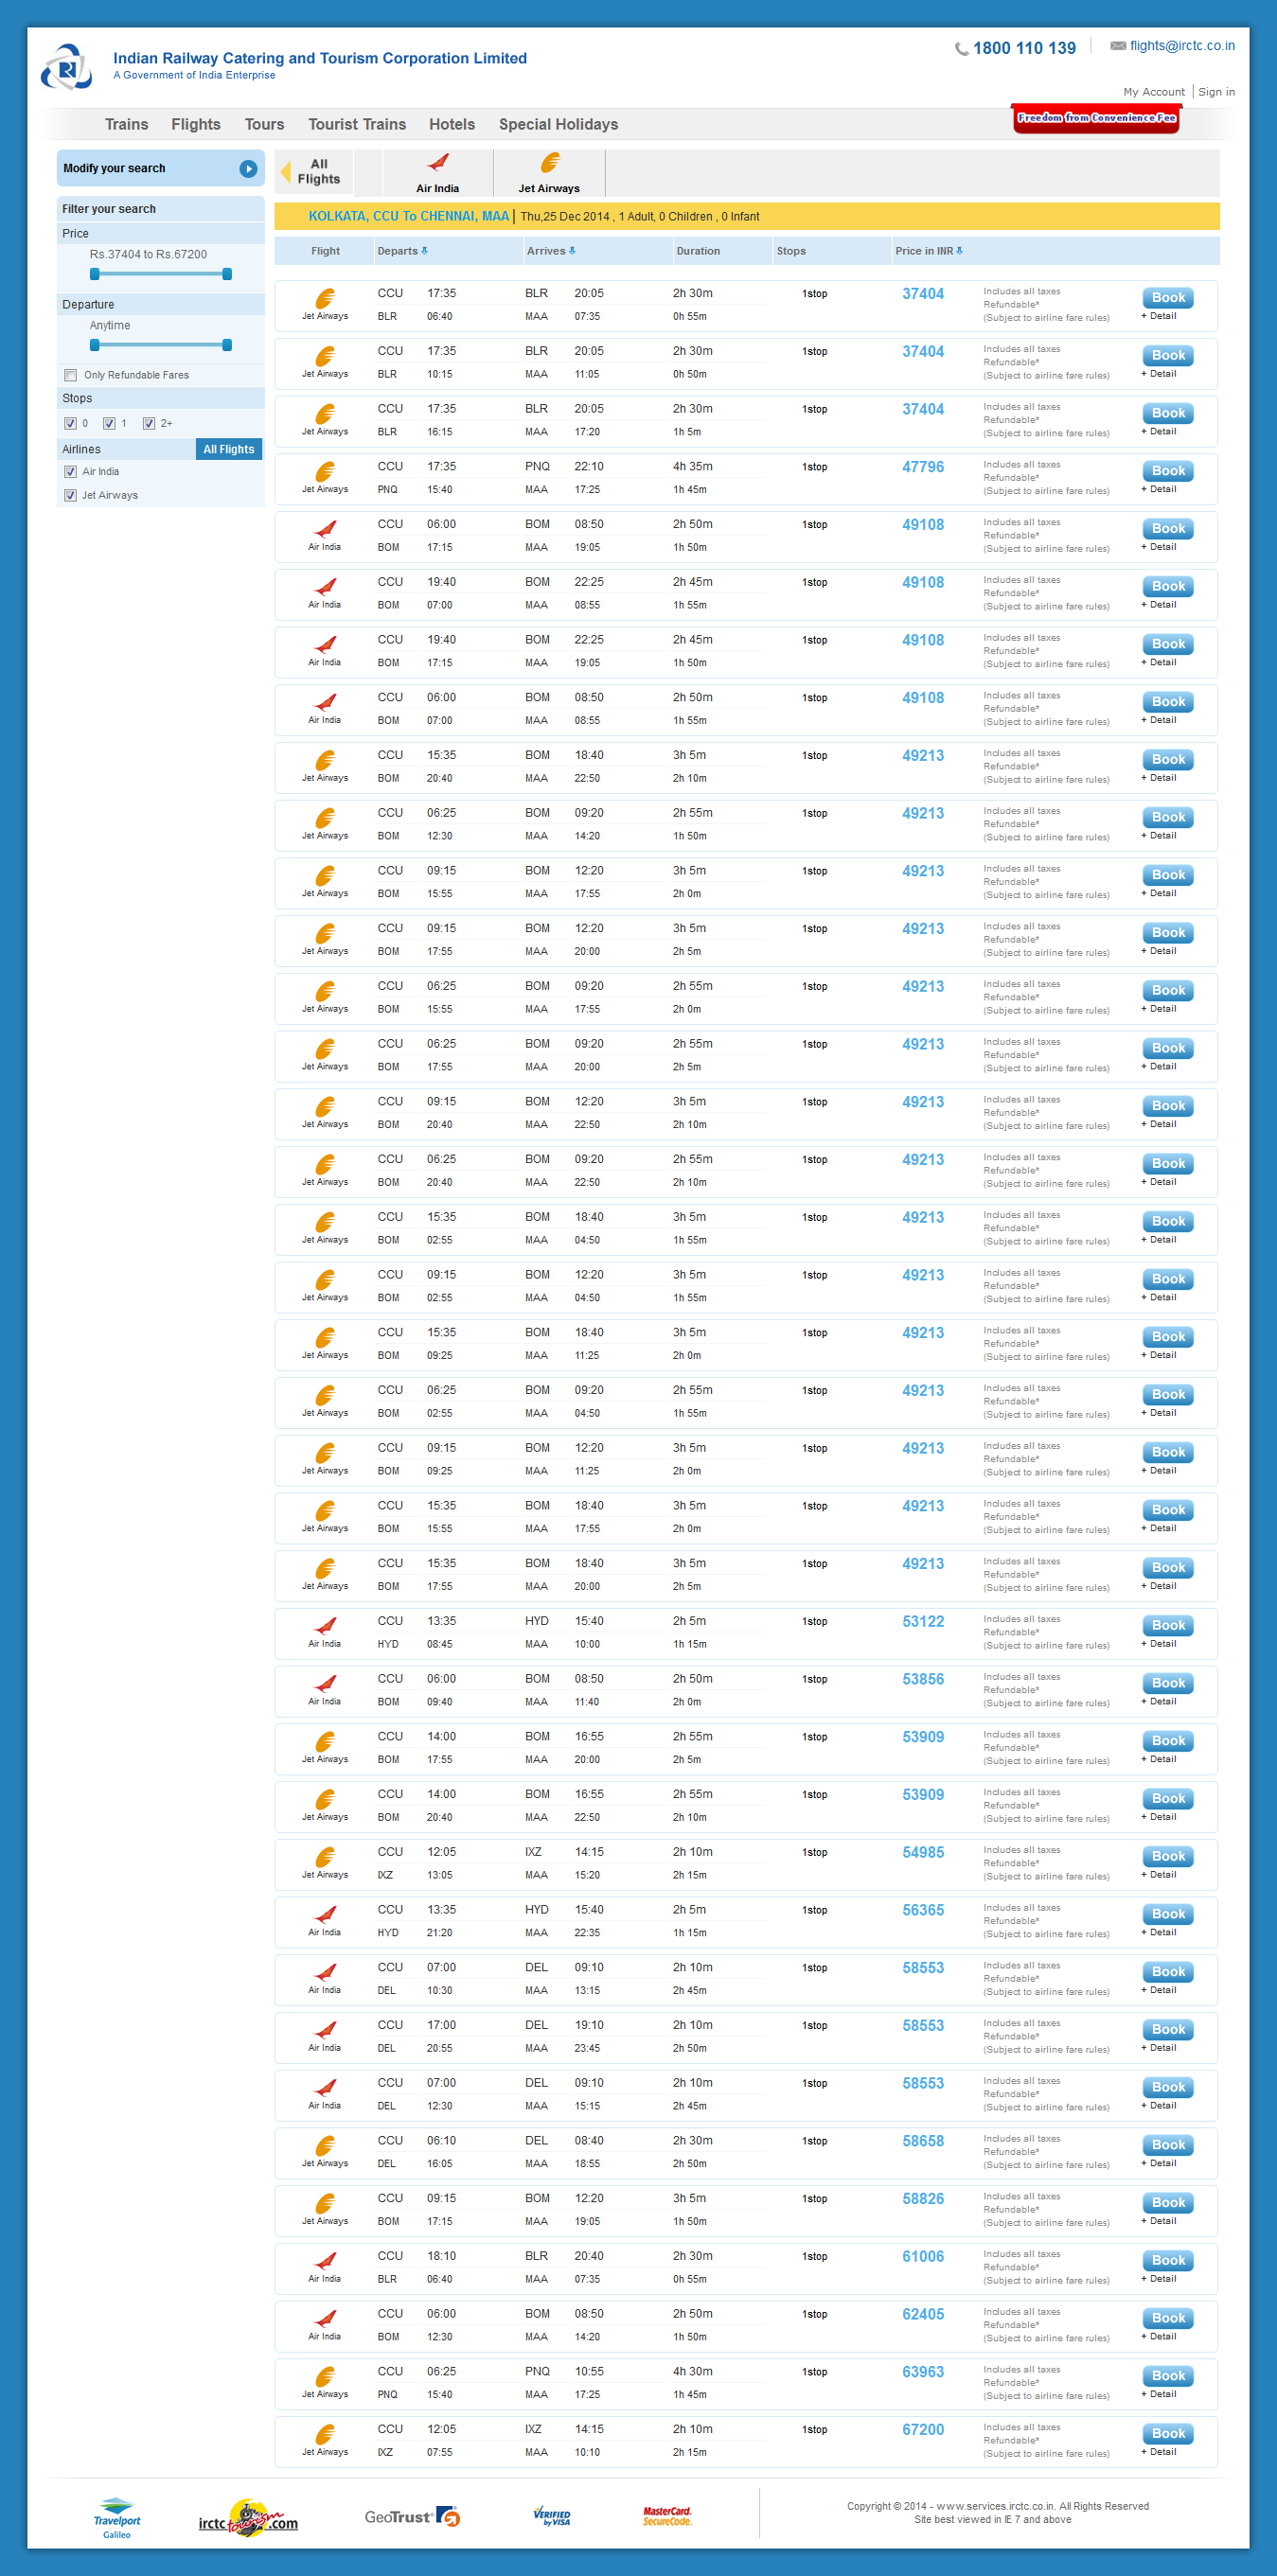 Indian Railway Catering and Tourism Corporation Limited
A Government of India Enterprise
1800 110 139 flights@irctc.co.in
My Account Sign in
Trains Flights Tours Tourist Trains Hotels Special Holidays
Freedom from Convenience Fee
Modify your search
Filter your search
Price
Rs.37404 to Rs.67200
Departure
Anytime
Only Refundable Fares
Stops
0 1 2+
Airlines All Flights
Air India
Jet Airways
All Flights
Air India
Jet Airways
KOLKATA, CCU To CHENNAI, MAA | Thu,25 Dec 2014 , 1 Adult, 0 Children , 0 Infant
Flight Departs Arrives Duration Stops Price in INR
CCU 17:35 BLR 20:05 2h 30m 1stop 37404 Includes all taxes Refundable* Book
Jet Airways BLR 06:40 MAA 07:35 0h 55m (Subject to airline fare rules) + Detail
CCU 17:35 BLR 20:05 2h 30m 1stop 37404 Includes all taxes Refundable* Book
Jet Airways BLR 10:15 MAA 11:05 0h 50m (Subject to airline fare rules) + Detail
CCU 17:35 BLR 20:05 2h 30m 1stop 37404 Includes all taxes Refundable* Book
Jet Airways BLR 16:15 MAA 17:20 1h 5m (Subject to airline fare rules) + Detail
CCU 17:35 PNQ 22:10 4h 35m 1stop 47796 Includes all taxes Refundable* Book
Jet Airways PNQ 15:40 MAA 17:25 1h 45m (Subject to airline fare rules) + Detail
CCU 06:00 BOM 08:50 2h 50m 1stop 49108 Includes all taxes Refundable* Book
Air India BOM 17:15 MAA 19:05 1h 50m (Subject to airline fare rules) + Detail
CCU 19:40 BOM 22:25 2h 45m 1stop 49108 Includes all taxes Refundable* Book
Air India BOM 07:00 MAA 08:55 1h 55m (Subject to airline fare rules) + Detail
CCU 19:40 BOM 22:25 2h 45m 1stop 49108 Includes all taxes Refundable* Book
Air India BOM 17:15 MAA 19:05 1h 50m (Subject to airline fare rules) + Detail
CCU 06:00 BOM 08:50 2h 50m 1stop 49108 Includes all taxes Refundable* Book
Air India BOM 07:00 MAA 08:55 1h 55m (Subject to airline fare rules) + Detail
CCU 15:35 BOM 18:40 3h 5m 1stop 49213 Includes all taxes Refundable* Book
Jet Airways BOM 20:40 MAA 22:50 2h 10m (Subject to airline fare rules) + Detail
CCU 06:25 BOM 09:20 2h 55m 1stop 49213 Includes all taxes Refundable* Book
Jet Airways BOM 12:30 MAA 14:20 1h 50m (Subject to airline fare rules) + Detail
CCU 09:15 BOM 12:20 3h 5m 1stop 49213 Includes all taxes Refundable* Book
Jet Airways BOM 15:55 MAA 17:55 2h 0m (Subject to airline fare rules) + Detail
CCU 09:15 BOM 12:20 3h 5m 1stop 49213 Includes all taxes Refundable* Book
Jet Airways BOM 17:55 MAA 20:00 2h 5m (Subject to airline fare rules) + Detail
CCU 06:25 BOM 09:20 2h 55m 1stop 49213 Includes all taxes Refundable* Book
Jet Airways BOM 15:55 MAA 17:55 2h 0m (Subject to airline fare rules) + Detail
CCU 06:25 BOM 09:20 2h 55m 1stop 49213 Includes all taxes Refundable* Book
Jet Airways BOM 17:55 MAA 20:00 2h 5m (Subject to airline fare rules) + Detail
CCU 09:15 BOM 12:20 3h 5m 1stop 49213 Includes all taxes Refundable* Book
Jet Airways BOM 20:40 MAA 22:50 2h 10m (Subject to airline fare rules) + Detail
CCU 06:25 BOM 09:20 2h 55m 1stop 49213 Includes all taxes Refundable* Book
Jet Airways BOM 20:40 MAA 22:50 2h 10m (Subject to airline fare rules) + Detail
CCU 15:35 BOM 18:40 3h 5m 1stop 49213 Includes all taxes Refundable* Book
Jet Airways BOM 02:55 MAA 04:50 1h 55m (Subject to airline fare rules) + Detail
CCU 09:15 BOM 12:20 3h 5m 1stop 49213 Includes all taxes Refundable* Book
Jet Airways BOM 02:55 MAA 04:50 1h 55m (Subject to airline fare rules) + Detail
CCU 15:35 BOM 18:40 3h 5m 1stop 49213 Includes all taxes Refundable* Book
Jet Airways BOM 09:25 MAA 11:25 2h 0m (Subject to airline fare rules) + Detail
CCU 06:25 BOM 09:20 2h 55m 1stop 49213 Includes all taxes Refundable* Book
Jet Airways BOM 02:55 MAA 04:50 1h 55m (Subject to airline fare rules) + Detail
CCU 09:15 BOM 12:20 3h 5m 1stop 49213 Includes all taxes Refundable* Book
Jet Airways BOM 09:25 MAA 11:25 2h 0m (Subject to airline fare rules) + Detail
CCU 15:35 BOM 18:40 3h 5m 1stop 49213 Includes all taxes Refundable* Book
Jet Airways BOM 15:55 MAA 17:55 2h 0m (Subject to airline fare rules) + Detail
CCU 15:35 BOM 18:40 3h 5m 1stop 49213 Includes all taxes Refundable* Book
Jet Airways BOM 17:55 MAA 20:00 2h 5m (Subject to airline fare rules) + Detail
CCU 13:35 HYD 15:40 2h 5m 1stop 53122 Includes all taxes Refundable* Book
Air India HYD 08:45 MAA 10:00 1h 15m (Subject to airline fare rules) + Detail
CCU 06:00 BOM 08:50 2h 50m 1stop 53856 Includes all taxes Refundable* Book
Air India BOM 09:40 MAA 11:40 2h 0m (Subject to airline fare rules) + Detail
CCU 14:00 BOM 16:55 2h 55m 1stop 53909 Includes all taxes Refundable* Book
Jet Airways BOM 17:55 MAA 20:00 2h 5m (Subject to airline fare rules) + Detail
CCU 14:00 BOM 16:55 2h 55m 1stop 53909 Includes all taxes Refundable* Book
Jet Airways BOM 20:40 MAA 22:50 2h 10m (Subject to airline fare rules) + Detail
CCU 12:05 IXZ 14:15 2h 10m 1stop 54985 Includes all taxes Refundable* Book
Jet Airways IXZ 13:05 MAA 15:20 2h 15m (Subject to airline fare rules) + Detail
CCU 13:35 HYD 15:40 2h 5m 1stop 56365 Includes all taxes Refundable* Book
Air India HYD 21:20 MAA 22:35 1h 15m (Subject to airline fare rules) + Detail
CCU 07:00 DEL 09:10 2h 10m 1stop 58553 Includes all taxes Refundable* Book
Air India DEL 10:30 MAA 13:15 2h 45m (Subject to airline fare rules) + Detail
CCU 17:00 DEL 19:10 2h 10m 1stop 58553 Includes all taxes Refundable* Book
Air India DEL 20:55 MAA 23:45 2h 50m (Subject to airline fare rules) + Detail
CCU 07:00 DEL 09:10 2h 10m 1stop 58553 Includes all taxes Refundable* Book
Air India DEL 12:30 MAA 15:15 2h 45m (Subject to airline fare rules) + Detail
CCU 06:10 DEL 08:40 2h 30m 1stop 58658 Includes all taxes Refundable* Book
Jet Airways DEL 16:05 MAA 18:55 2h 50m (Subject to airline fare rules) + Detail
CCU 09:15 BOM 12:20 3h 5m 1stop 58826 Includes all taxes Refundable* Book
Jet Airways BOM 17:15 MAA 19:05 1h 50m (Subject to airline fare rules) + Detail
CCU 18:10 BLR 20:40 2h 30m 1stop 61006 Includes all taxes Refundable* Book
Air India BLR 06:40 MAA 07:35 0h 55m (Subject to airline fare rules) + Detail
CCU 06:00 BOM 08:50 2h 50m 1stop 62405 Includes all taxes Refundable* Book
Air India BOM 12:30 MAA 14:20 1h 50m (Subject to airline fare rules) + Detail
CCU 06:25 PNQ 10:55 4h 30m 1stop 63963 Includes all taxes Refundable* Book
Jet Airways PNQ 15:40 MAA 17:25 1h 45m (Subject to airline fare rules) + Detail
CCU 12:05 IXZ 14:15 2h 10m 1stop 67200 Includes all taxes Refundable* Book
Jet Airways IXZ 07:55 MAA 10:10 2h 15m (Subject to airline fare rules) + Detail
Travelport
Galileo
irctc tourism .com
GeoTrust
VERIFIED
by VISA
MasterCard.
SecureCode.
Copyright © 2014 - www.services.irctc.co.in. All Rights Reserved
Site best viewed in IE 7 and above